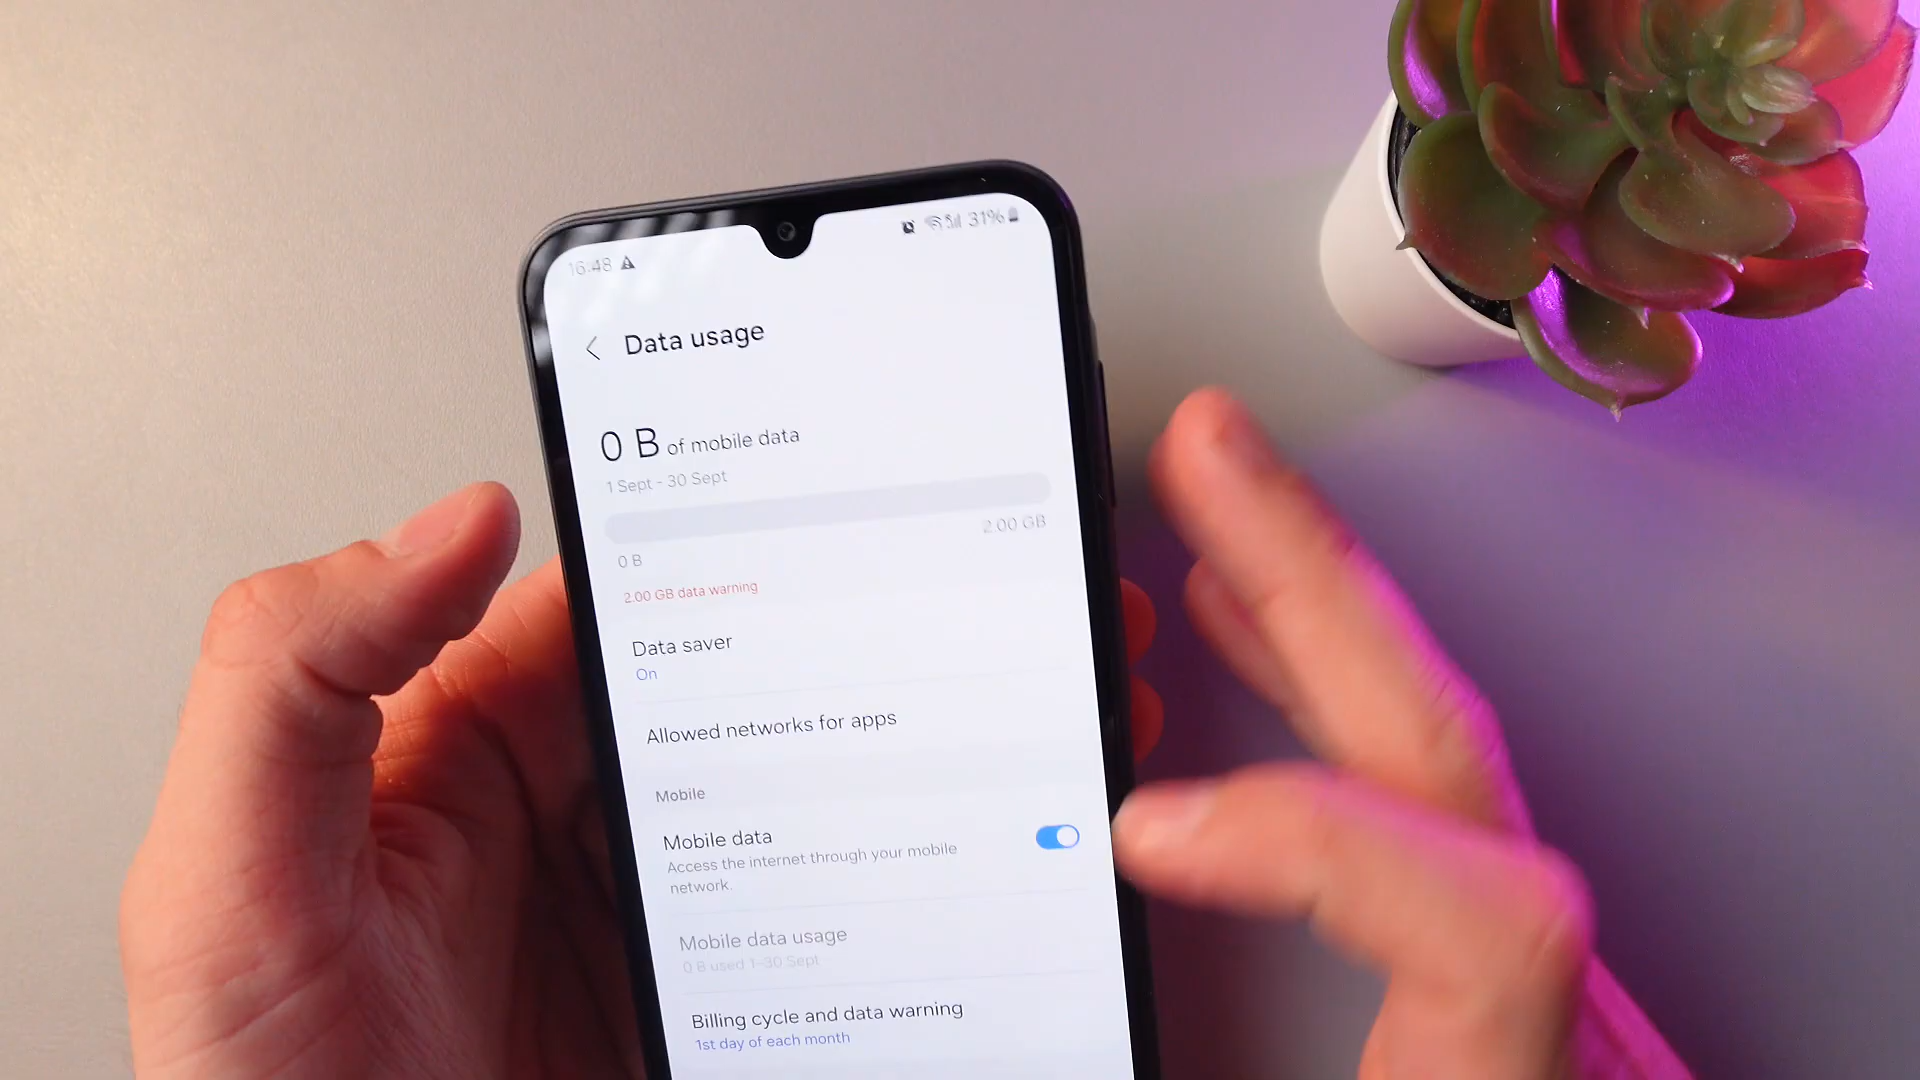 16:48
31%
Data usage
0 B of mobile data
1 Sept - 30 Sept
2.00 GB
0 B
2.00 GB data warning
Data saver
On
Allowed networks for apps
Mobile
Mobile data
Access the internet through your mobile
network.
Mobile data usage
0 B used 1–30 Sept
Billing cycle and data warning
1st day of each month